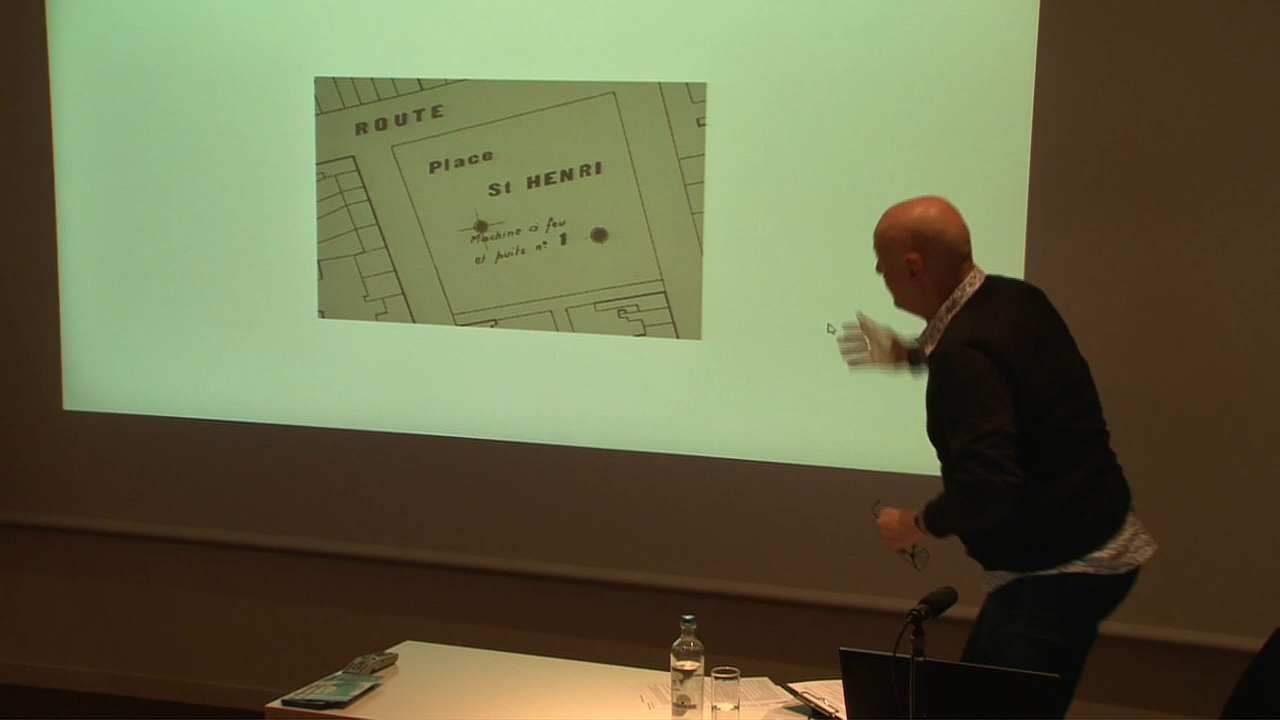 ROUTE
Place
St HENRI
Machine à feu
et puits n° 1